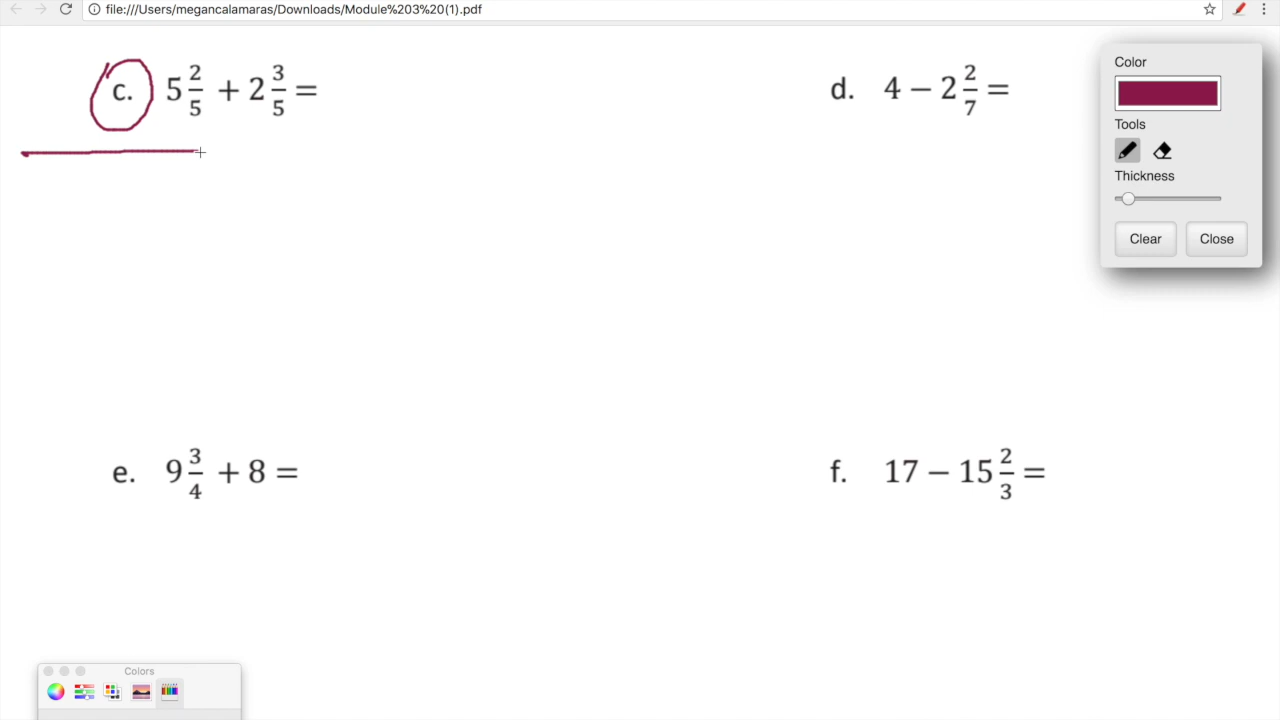 file:///Users/megancalamaras/Downloads/Module%203%20(1).pdf
Color
Tools
Thickness
Clear Close
c. 5 2/5 + 2 3/5 =
d. 4 − 2 2/7 =
e. 9 3/4 + 8 =
f. 17 − 15 2/3 =
Colors